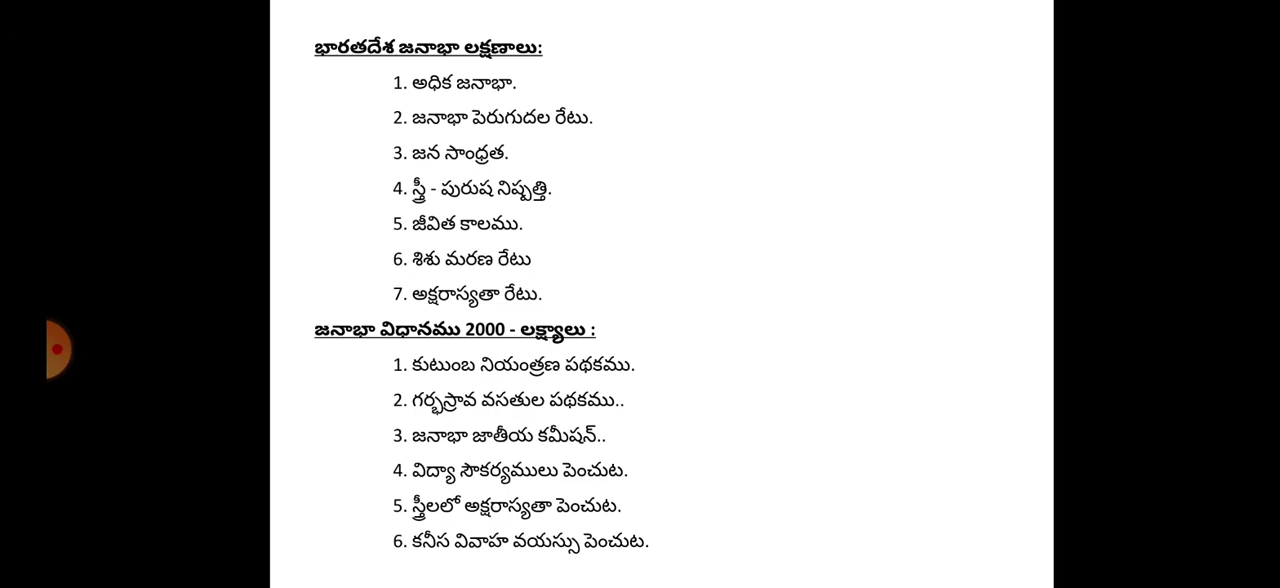 భారతదేశ జనాభా లక్షణాలు:
1. అధిక జనాభా.
2. జనాభా పెరుగుదల రేటు.
3. జన సాంధ్రత.
4. స్త్రీ - పురుష నిష్పత్తి.
5. జీవిత కాలము.
6. శిశు మరణ రేటు
7. అక్షరాస్యతా రేటు.
జనాభా విధానము 2000 - లక్ష్యాలు :
1. కుటుంబ నియంత్రణ పథకము.
2. గర్భస్రావ వసతుల పథకము..
3. జనాభా జాతీయ కమీషన్..
4. విద్యా సౌకర్యములు పెంచుట.
5. స్త్రీలలో అక్షరాస్యతా పెంచుట.
6. కనీస వివాహ వయస్సు పెంచుట.